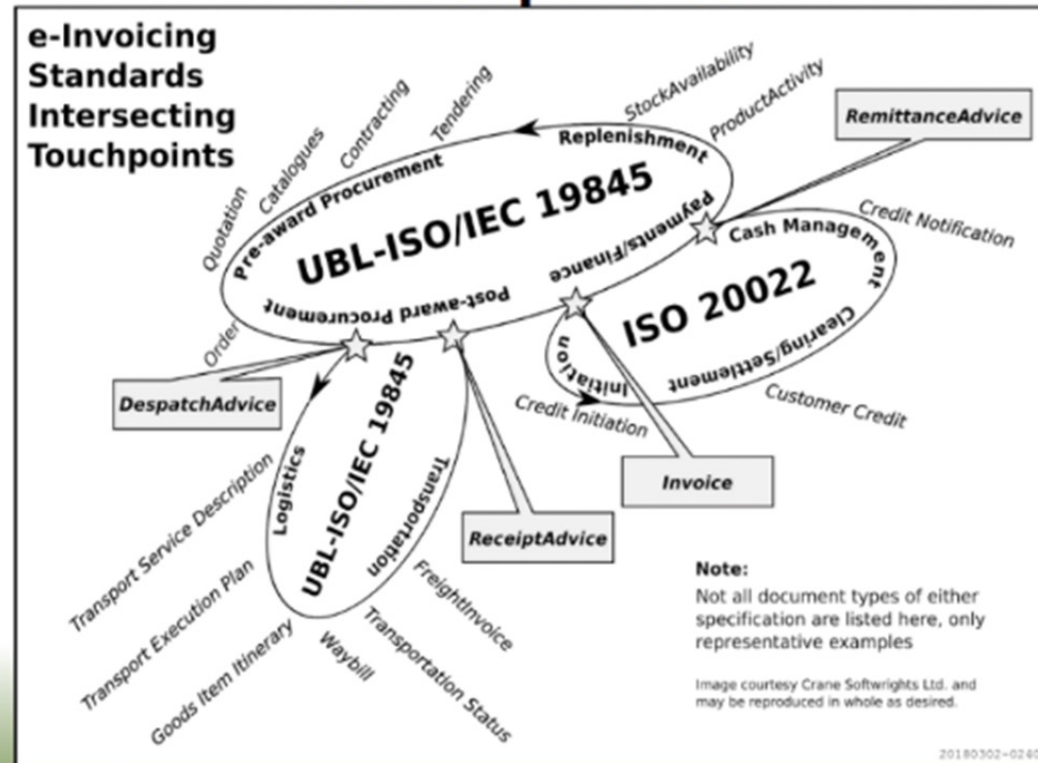 e-Invoicing
Standards
Intersecting
Touchpoints
Quotation
Catalogues
Contracting
Tendering
StockAvailability
ProductActivity
RemittanceAdvice
Pre-award Procurement
Replenishment
UBL-ISO/IEC 19845
Payments/Finance
Post-award Procurement
Cash Management
Credit Notification
ISO 20022
Clearing/Settlement
Initiation
Credit Initiation
Customer Credit
Order
DespatchAdvice
UBL-ISO/IEC 19845
Logistics
Transportation
Invoice
ReceiptAdvice
Transport Service Description
Transport Execution Plan
Goods Item Itinerary
Waybill
Transportation Status
FreightInvoice
Note:
Not all document types of either
specification are listed here, only
representative examples
Image courtesy Crane Softwrights Ltd. and
may be reproduced in whole as desired.